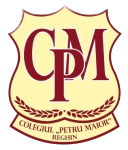 CPM
COLEGIUL „PETRU MAIOR”
REGHIN